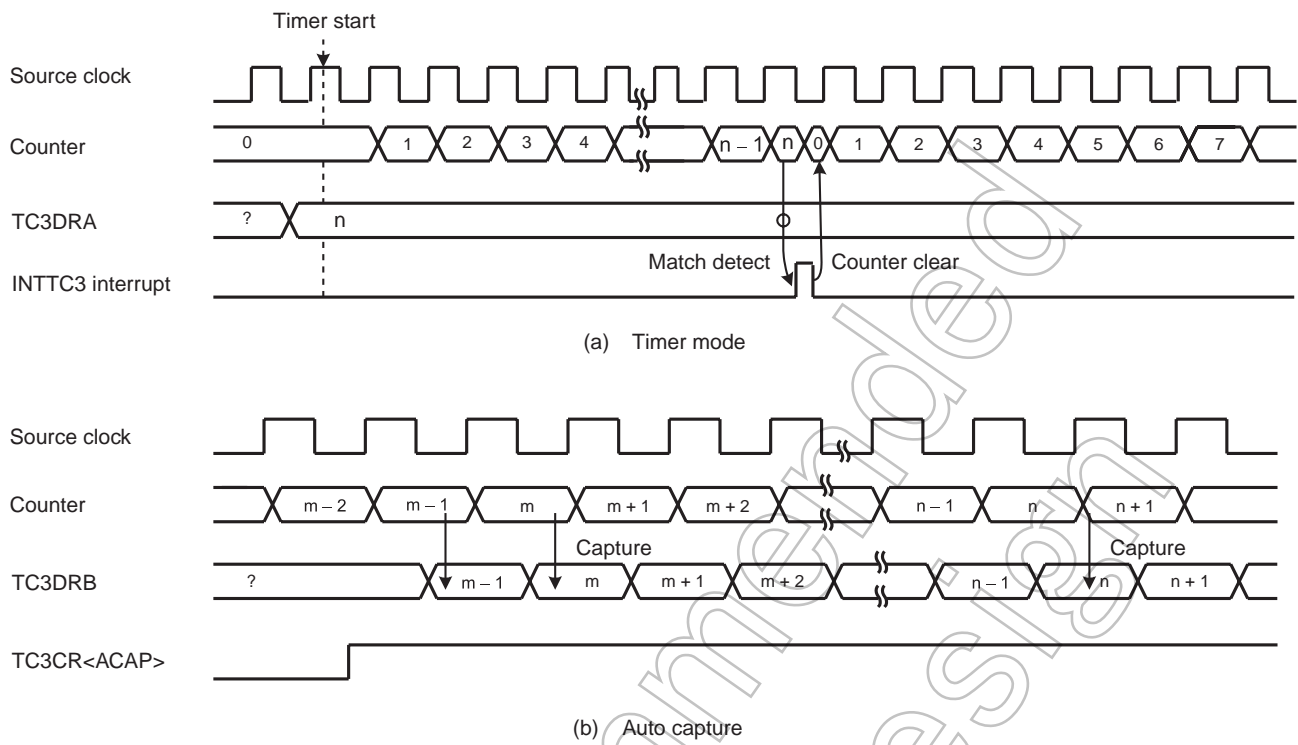 Timer start
Source clock
Counter
0 1 2 3 4 n – 1 n 0 1 2 3 4 5 6 7
TC3DRA
? n
Match detect Counter clear
INTTC3 interrupt
(a) Timer mode
Source clock
Counter
m – 2 m – 1 m m + 1 m + 2 n – 1 n n + 1
Capture Capture
TC3DRB
? m – 1 m m + 1 m + 2 n – 1 n n + 1
TC3CR<ACAP>
(b) Auto capture
mmended
esign